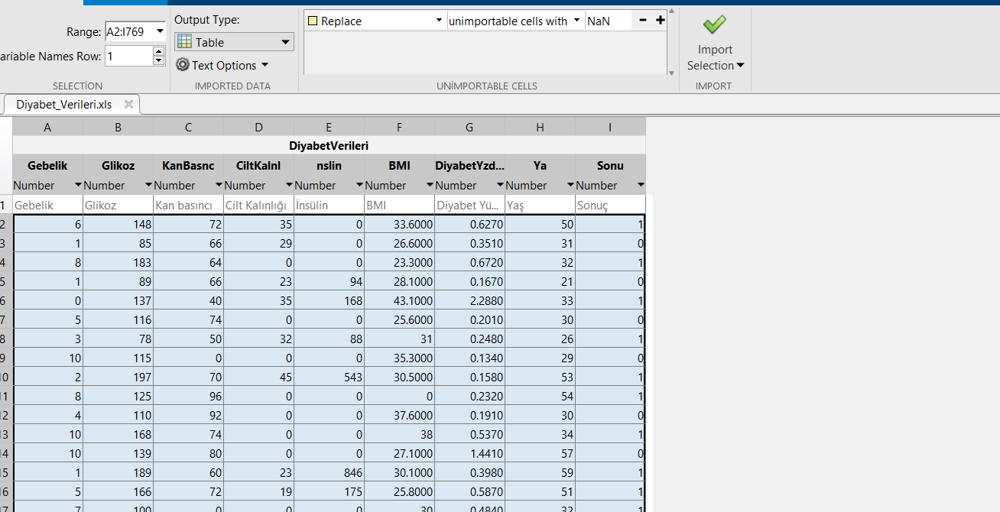 Range: A2:I769
ariable Names Row: 1
SELECTİON
Output Type:
Table
Text Options
IMPORTED DATA
Replace unimportable cells with NaN − +
UNİMPORTABLE CELLS
Import
Selection
IMPORT
Diyabet_Verileri.xls ×
A B C D E F G H I
DiyabetVerileri
Gebelik Glikoz KanBasnc CiltKalnl nslin BMI DiyabetYzd... Ya Sonu
Number Number Number Number Number Number Number Number Number
1 Gebelik Glikoz Kan basıncı Cilt Kalınlığı İnsülin BMI Diyabet Yü... Yaş Sonuç
2 6 148 72 35 0 33.6000 0.6270 50 1
3 1 85 66 29 0 26.6000 0.3510 31 0
4 8 183 64 0 0 23.3000 0.6720 32 1
5 1 89 66 23 94 28.1000 0.1670 21 0
6 0 137 40 35 168 43.1000 2.2880 33 1
7 5 116 74 0 0 25.6000 0.2010 30 0
8 3 78 50 32 88 31 0.2480 26 1
9 10 115 0 0 0 35.3000 0.1340 29 0
10 2 197 70 45 543 30.5000 0.1580 53 1
11 8 125 96 0 0 0 0.2320 54 1
12 4 110 92 0 0 37.6000 0.1910 30 0
13 10 168 74 0 0 38 0.5370 34 1
14 10 139 80 0 0 27.1000 1.4410 57 0
15 1 189 60 23 846 30.1000 0.3980 59 1
16 5 166 72 19 175 25.8000 0.5870 51 1
17 7 100 0 0 0 30 0.4840 32 1